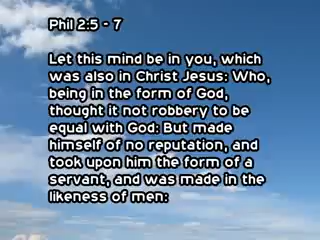 Phil 2:5 - 7
Let this mind be in you, which
was also in Christ Jesus: Who,
being in the form of God,
thought it not robbery to be
equal with God: But made
himself of no reputation, and
took upon him the form of a
servant, and was made in the
likeness of men: